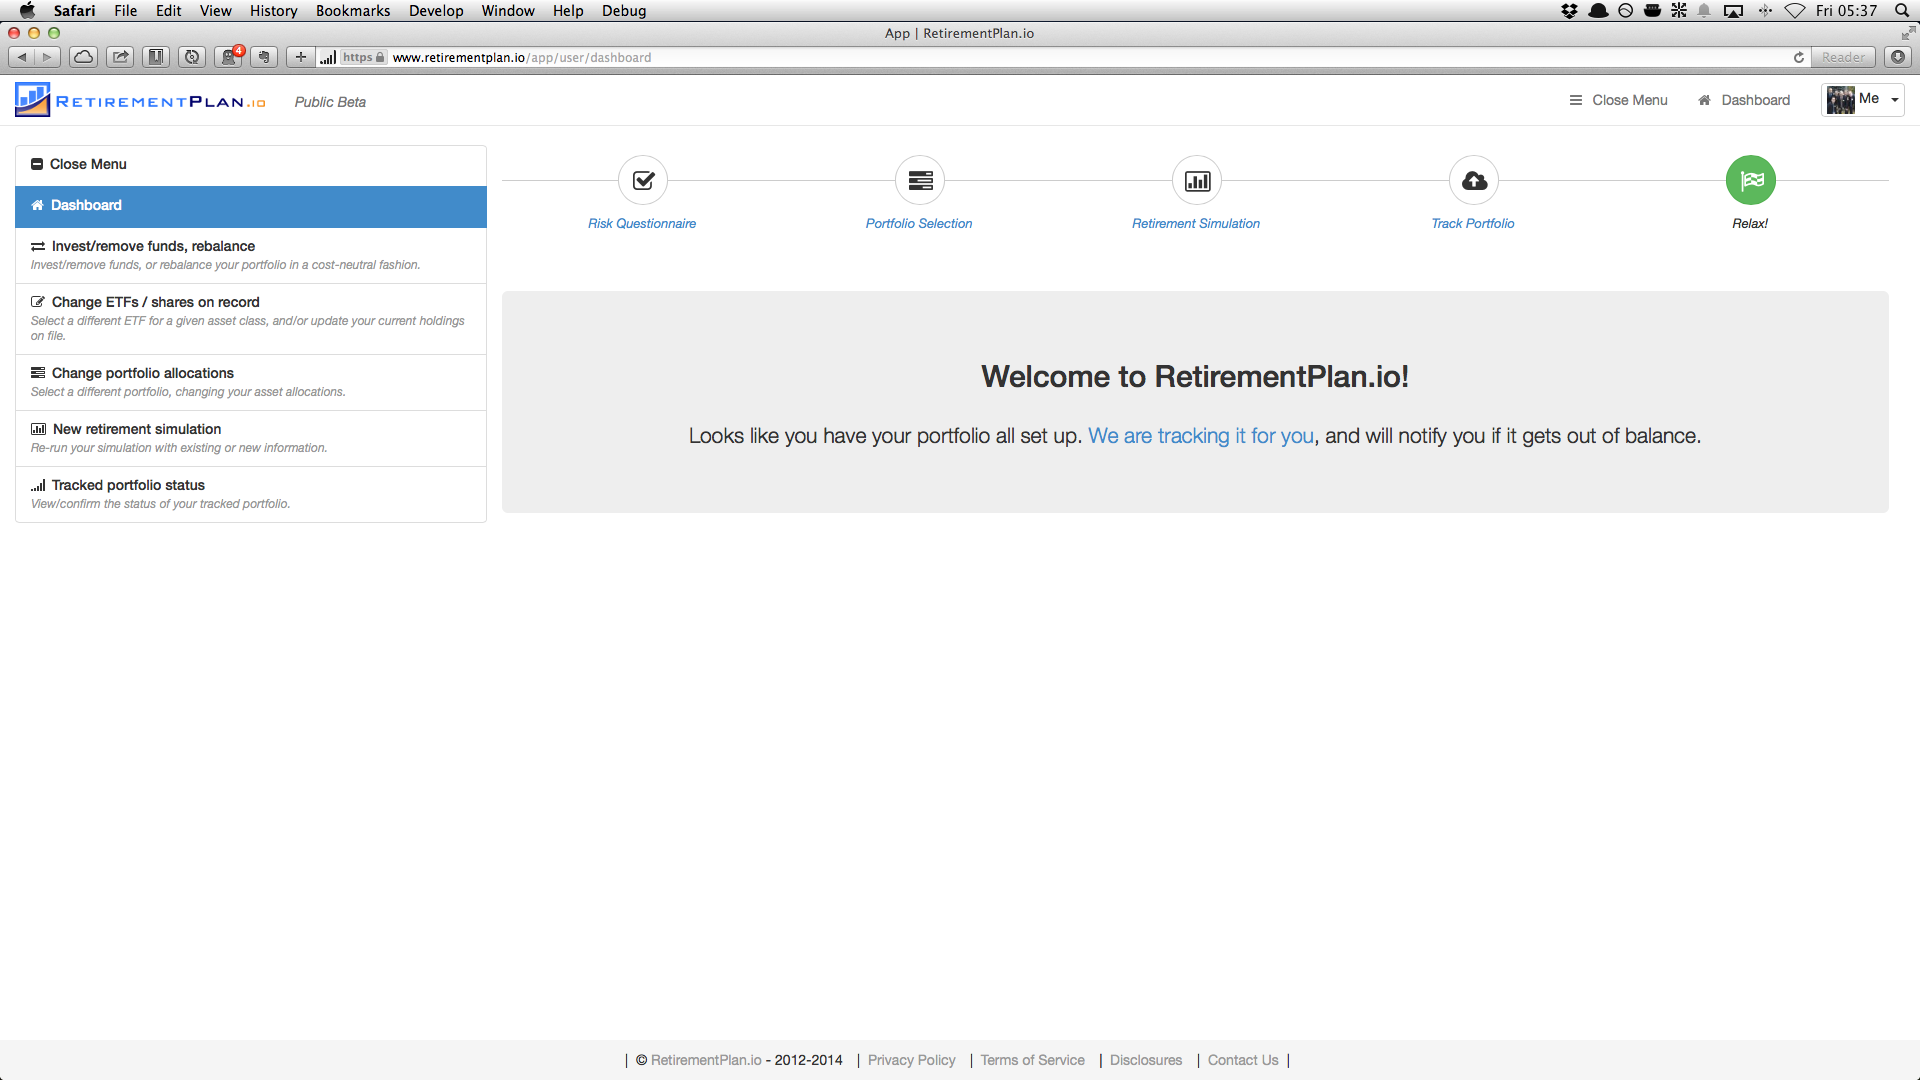 Safari File Edit View History Bookmarks Develop Window Help Debug
Fri 05:37
App | RetirementPlan.io
4
https www.retirementplan.io/app/user/dashboard
Reader
RETIREMENTPLAN.IO Public Beta
Close Menu Dashboard Me
Close Menu
Dashboard
Invest/remove funds, rebalance
Invest/remove funds, or rebalance your portfolio in a cost-neutral fashion.
Change ETFs / shares on record
Select a different ETF for a given asset class, and/or update your current holdings
on file.
Change portfolio allocations
Select a different portfolio, changing your asset allocations.
New retirement simulation
Re-run your simulation with existing or new information.
Tracked portfolio status
View/confirm the status of your tracked portfolio.
Risk Questionnaire Portfolio Selection Retirement Simulation Track Portfolio Relax!
Welcome to RetirementPlan.io!
Looks like you have your portfolio all set up. We are tracking it for you, and will notify you if it gets out of balance.
| © RetirementPlan.io - 2012-2014 | Privacy Policy | Terms of Service | Disclosures | Contact Us |